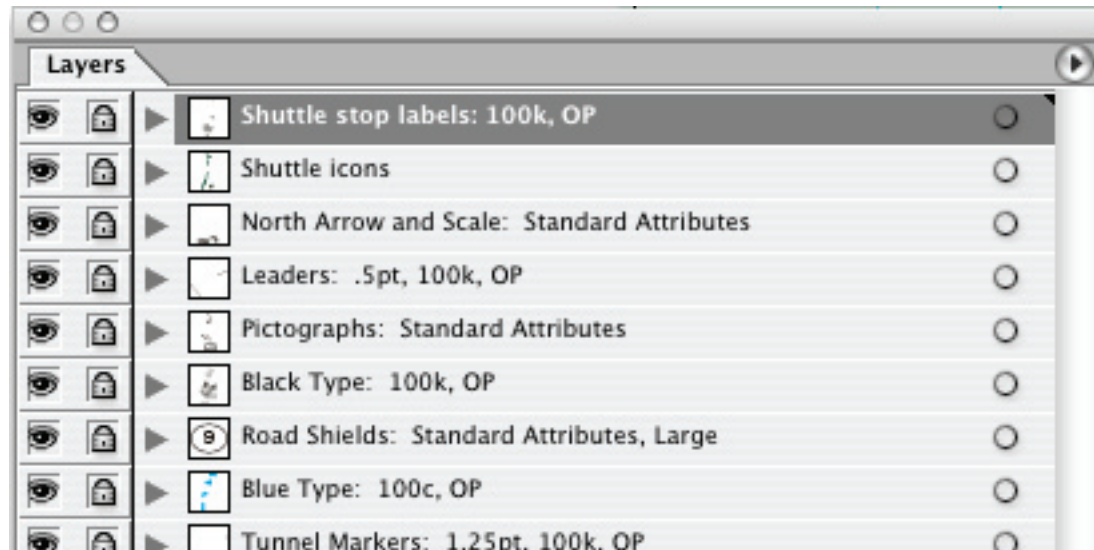 Layers
Shuttle stop labels: 100k, OP
Shuttle icons
North Arrow and Scale: Standard Attributes
Leaders: .5pt, 100k, OP
Pictographs: Standard Attributes
Black Type: 100k, OP
9 Road Shields: Standard Attributes, Large
Blue Type: 100c, OP
Tunnel Markers: 1.25pt, 100k, OP